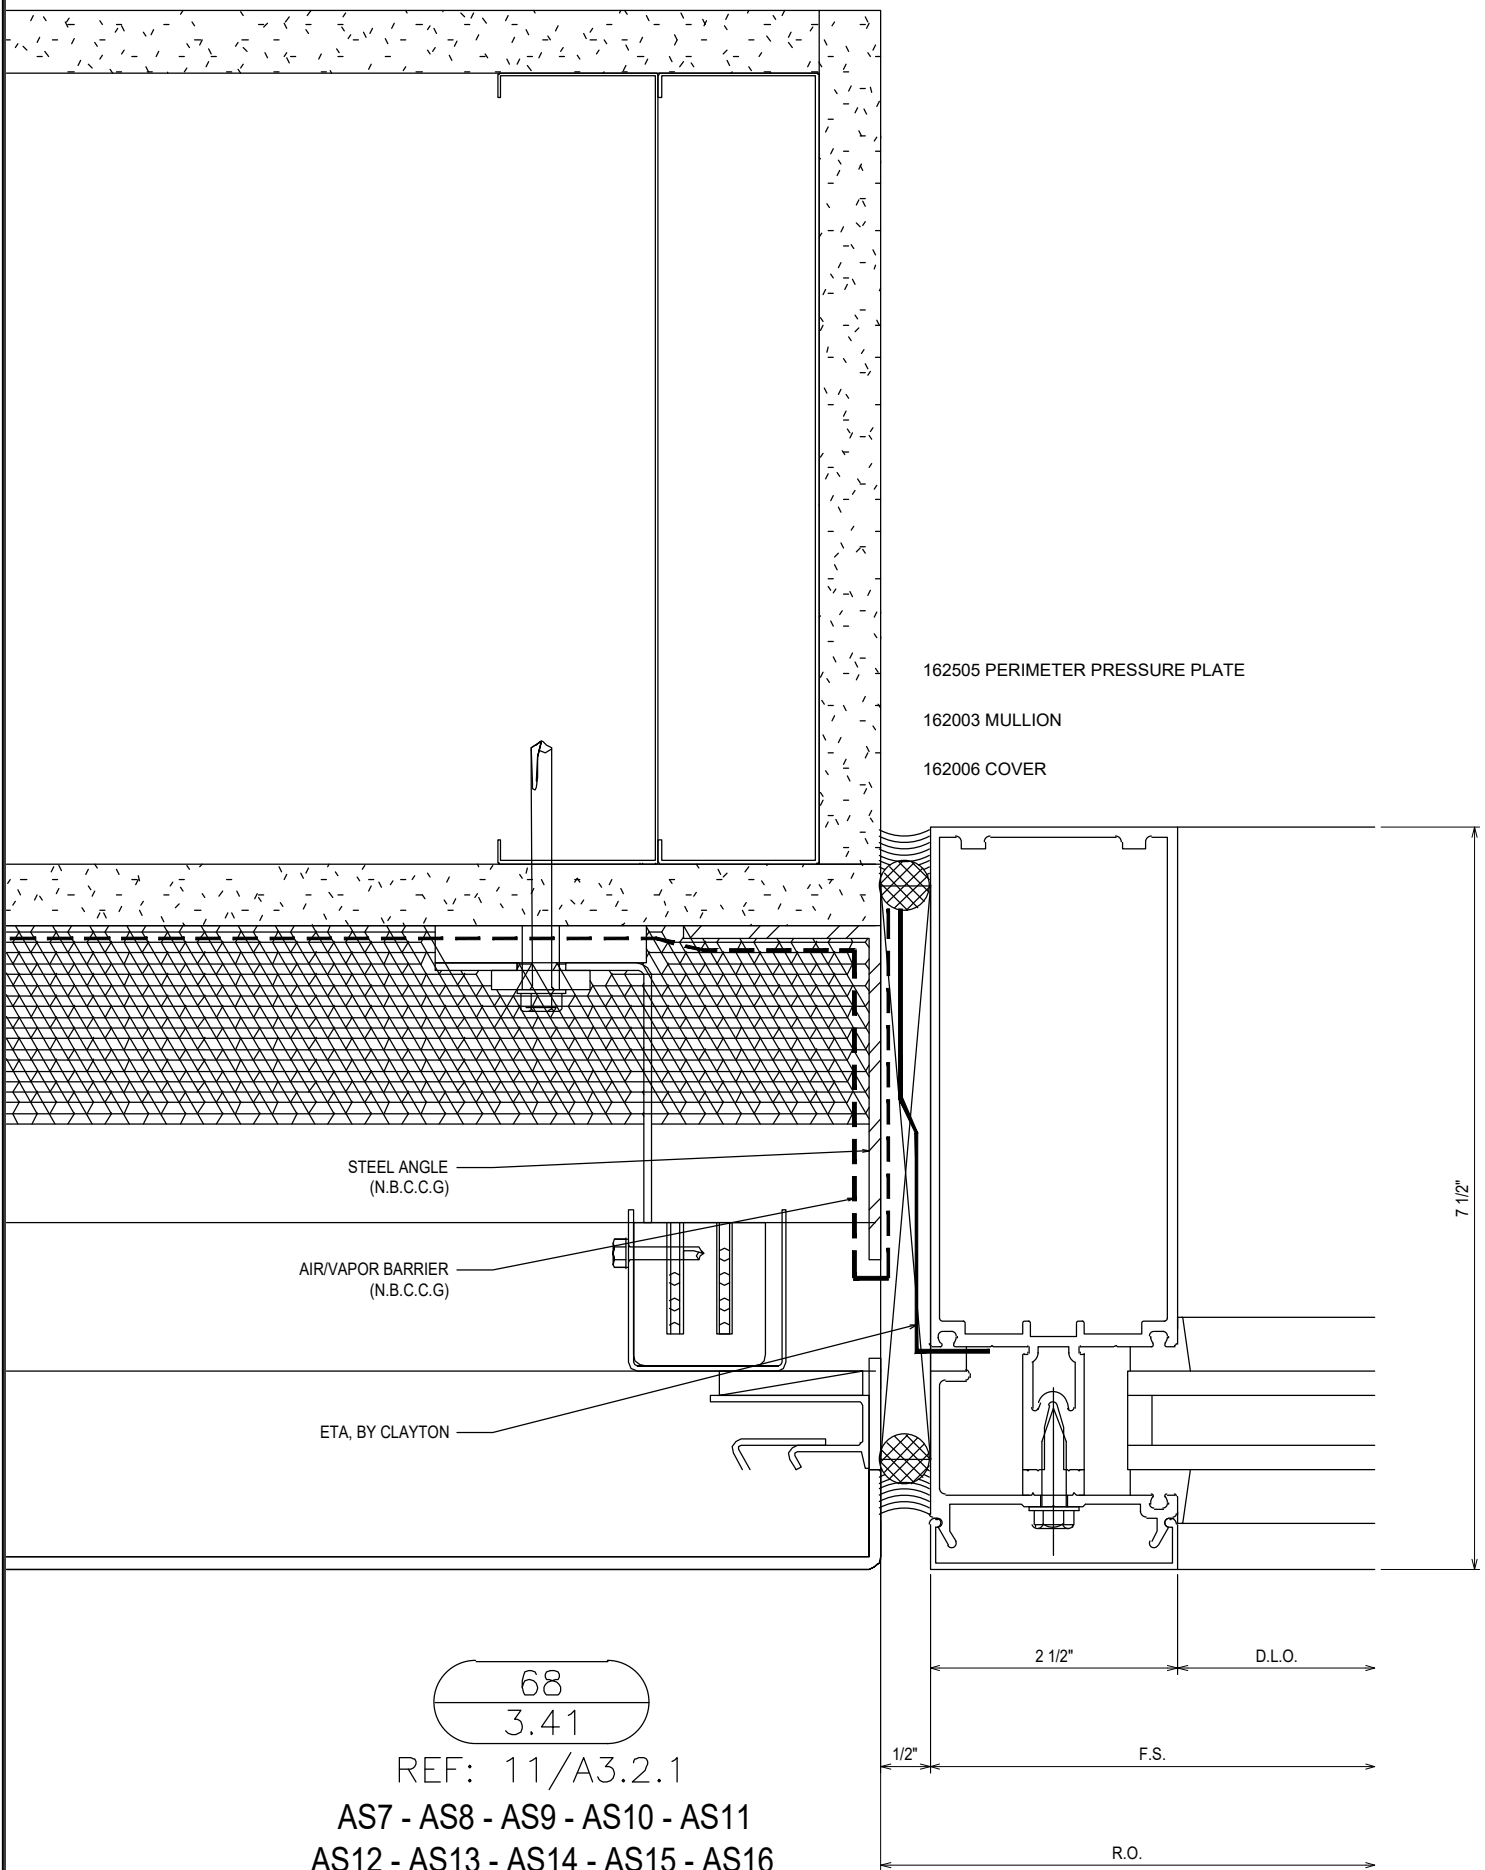 162505 PERIMETER PRESSURE PLATE
162003 MULLION
162006 COVER
STEEL ANGLE
(N.B.C.C.G)
AIR/VAPOR BARRIER
(N.B.C.C.G)
ETA, BY CLAYTON
7 1/2"
2 1/2"
D.L.O.
1/2"
F.S.
R.O.
68
3.41
REF: 11/A3.2.1
AS7 - AS8 - AS9 - AS10 - AS11
AS12 - AS13 - AS14 - AS15 - AS16